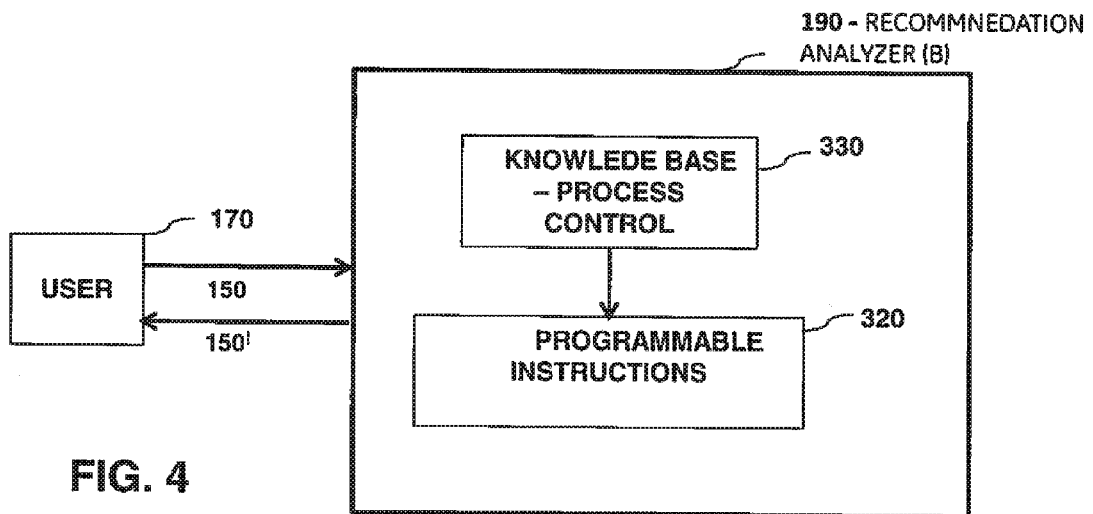 190 - RECOMMNEDATION
ANALYZER (B)
KNOWLEDE BASE
– PROCESS
CONTROL
330
170
USER
150
150'
PROGRAMMABLE
INSTRUCTIONS
320
FIG. 4